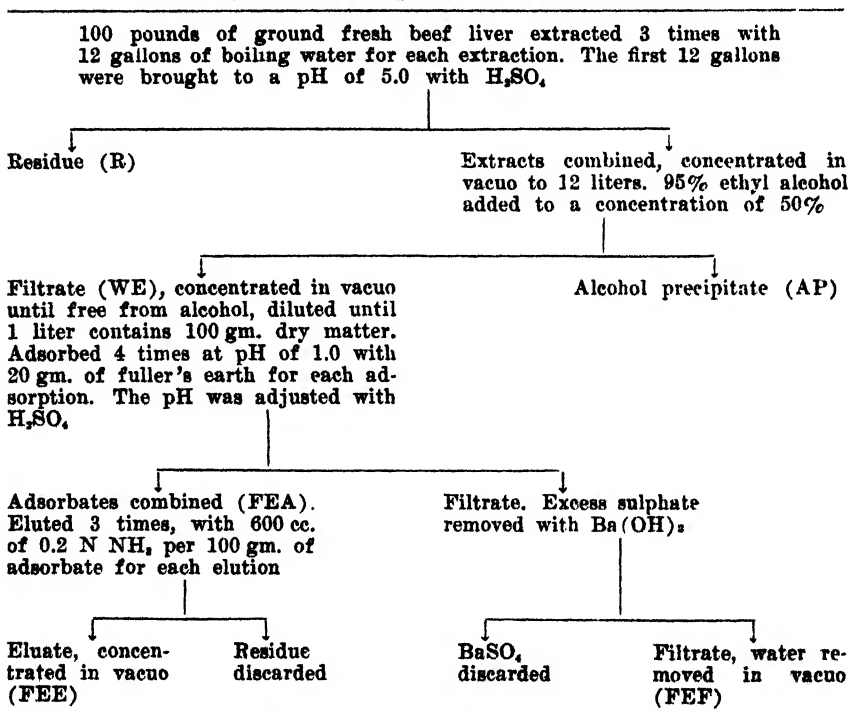 100 pounds of ground fresh beef liver extracted 3 times with
12 gallons of boiling water for each extraction. The first 12 gallons
were brought to a pH of 5.0 with H₂SO₄
Residue (R)
Extracts combined, concentrated in
vacuo to 12 liters. 95% ethyl alcohol
added to a concentration of 50%
Filtrate (WE), concentrated in vacuo
until free from alcohol, diluted until
1 liter contains 100 gm. dry matter.
Adsorbed 4 times at pH of 1.0 with
20 gm. of fuller's earth for each ad-
sorption. The pH was adjusted with
H₂SO₄
Alcohol precipitate (AP)
Adsorbates combined (FEA).
Eluted 3 times, with 600 cc.
of 0.2 N NH₃ per 100 gm. of
adsorbate for each elution
Filtrate. Excess sulphate
removed with Ba(OH)₂
Eluate, concen-
trated in vacuo
(FEE)
Residue
discarded
BaSO₄
discarded
Filtrate, water re-
moved in vacuo
(FEF)